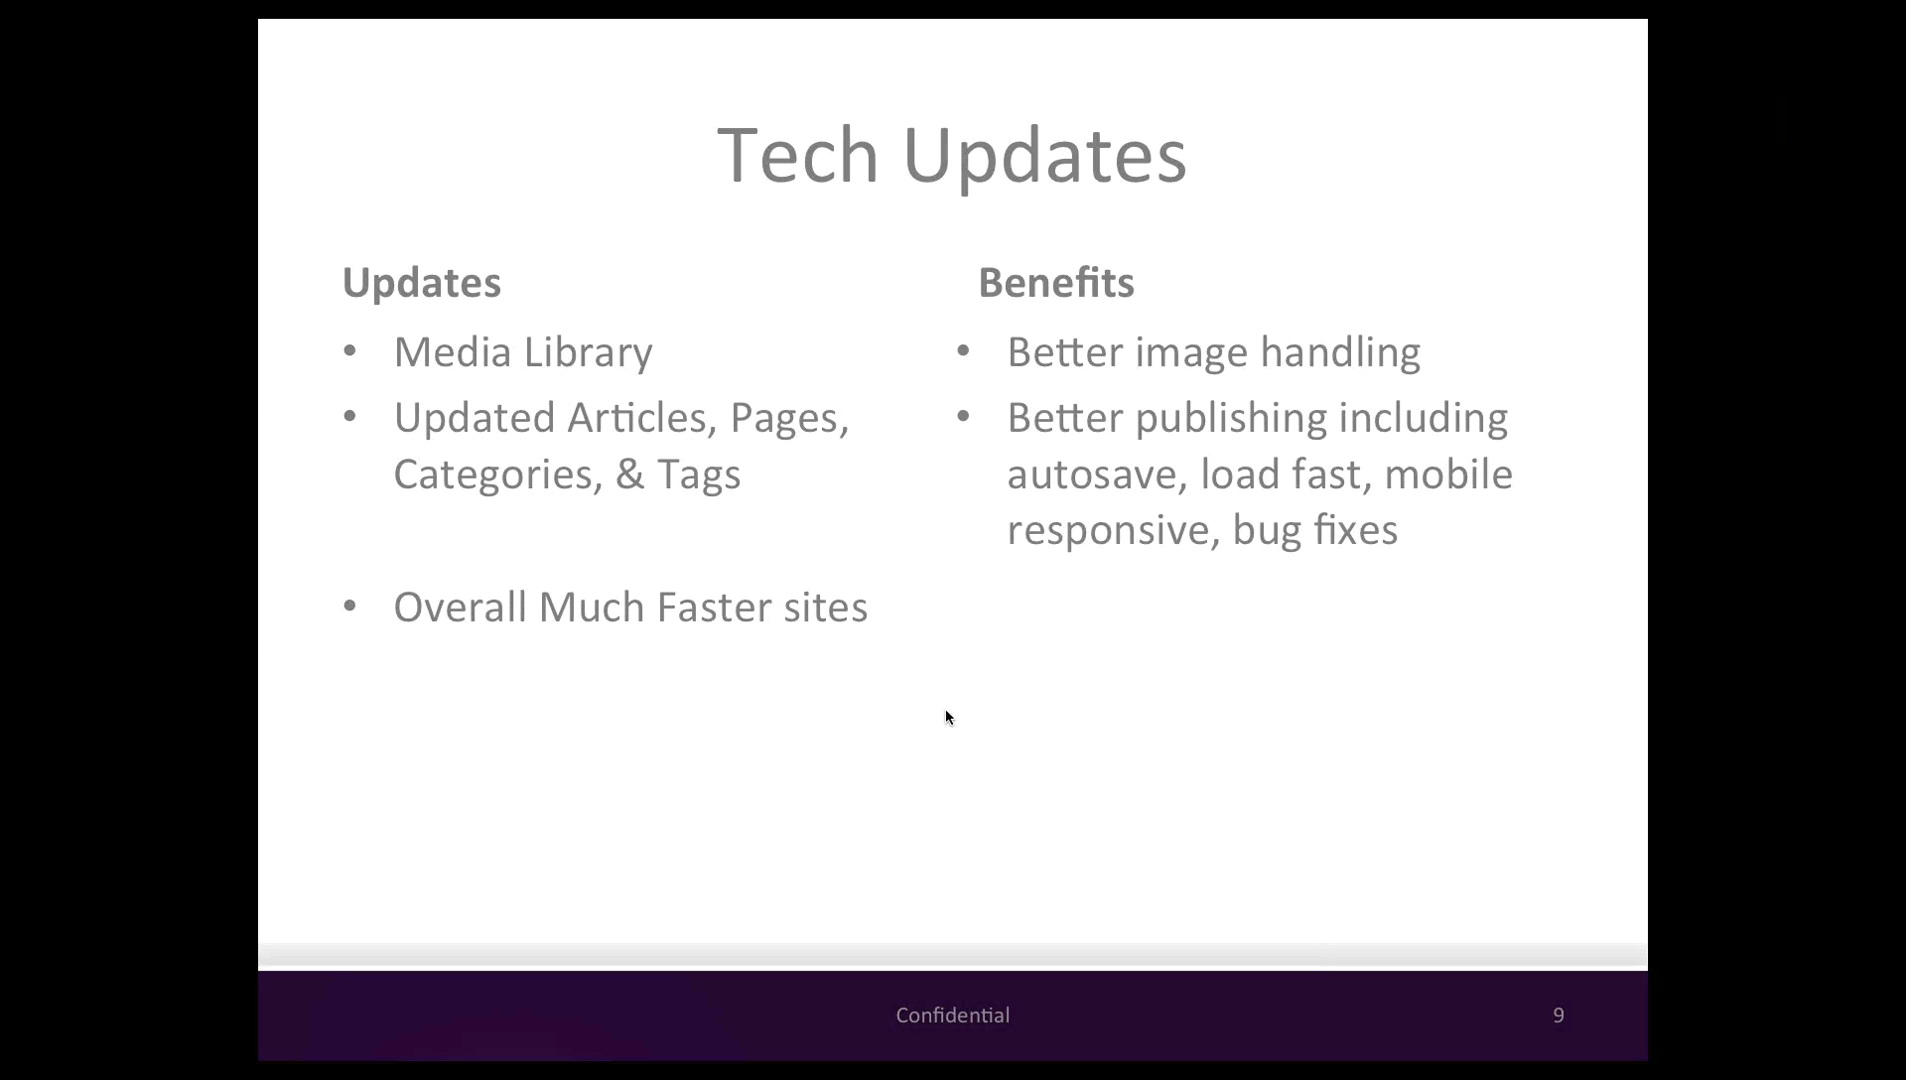 Tech Updates
Updates
• Media Library
• Updated Articles, Pages,
Categories, & Tags
• Overall Much Faster sites
Benefits
• Better image handling
• Better publishing including
autosave, load fast, mobile
responsive, bug fixes
Confidential
9